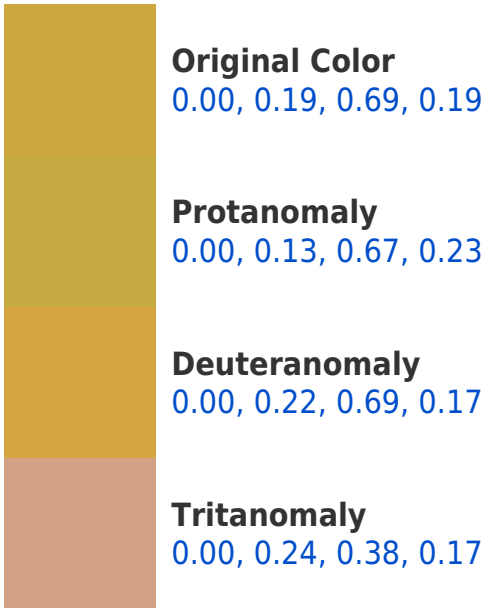 Original Color
0.00, 0.19, 0.69, 0.19
Protanomaly
0.00, 0.13, 0.67, 0.23
Deuteranomaly
0.00, 0.22, 0.69, 0.17
Tritanomaly
0.00, 0.24, 0.38, 0.17